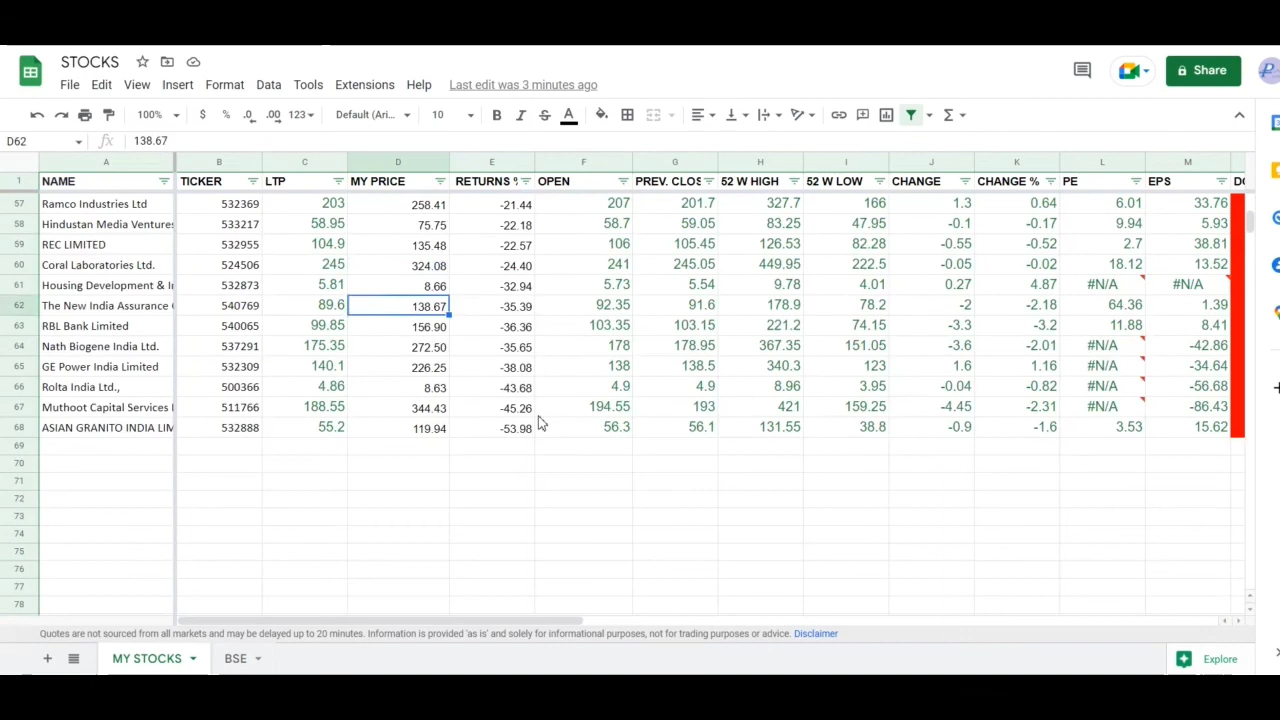 STOCKS
File Edit View Insert Format Data Tools Extensions Help Last edit was 3 minutes ago
Share
100% $ % .0 .00 123 Default (Ari... 10 B I S A Σ
D62 fx 138.67
A B C D E F G H I J K L M
1 NAME TICKER LTP MY PRICE RETURNS % OPEN PREV. CLOS 52 W HIGH 52 W LOW CHANGE CHANGE % PE EPS
57 Ramco Industries Ltd 532369 203 258.41 -21.44 207 201.7 327.7 166 1.3 0.64 6.01 33.76
58 Hindustan Media Ventures 533217 58.95 75.75 -22.18 58.7 59.05 83.25 47.95 -0.1 -0.17 9.94 5.93
59 REC LIMITED 532955 104.9 135.48 -22.57 106 105.45 126.53 82.28 -0.55 -0.52 2.7 38.81
60 Coral Laboratories Ltd. 524506 245 324.08 -24.40 241 245.05 449.95 222.5 -0.05 -0.02 18.12 13.52
61 Housing Development & I 532873 5.81 8.66 -32.94 5.73 5.54 9.78 4.01 0.27 4.87 #N/A #N/A
62 The New India Assurance 540769 89.6 138.67 -35.39 92.35 91.6 178.9 78.2 -2 -2.18 64.36 1.39
63 RBL Bank Limited 540065 99.85 156.90 -36.36 103.35 103.15 221.2 74.15 -3.3 -3.2 11.88 8.41
64 Nath Biogene India Ltd. 537291 175.35 272.50 -35.65 178 178.95 367.35 151.05 -3.6 -2.01 #N/A -42.86
65 GE Power India Limited 532309 140.1 226.25 -38.08 138 138.5 340.3 123 1.6 1.16 #N/A -34.64
66 Rolta India Ltd., 500366 4.86 8.63 -43.68 4.9 4.9 8.96 3.95 -0.04 -0.82 #N/A -56.68
67 Muthoot Capital Services 511766 188.55 344.43 -45.26 194.55 193 421 159.25 -4.45 -2.31 #N/A -86.43
68 ASIAN GRANITO INDIA LIM 532888 55.2 119.94 -53.98 56.3 56.1 131.55 38.8 -0.9 -1.6 3.53 15.62
69
70
71
72
73
74
75
76
77
78
Quotes are not sourced from all markets and may be delayed up to 20 minutes. Information is provided 'as is' and solely for informational purposes, not for trading purposes or advice. Disclaimer
MY STOCKS BSE Explore